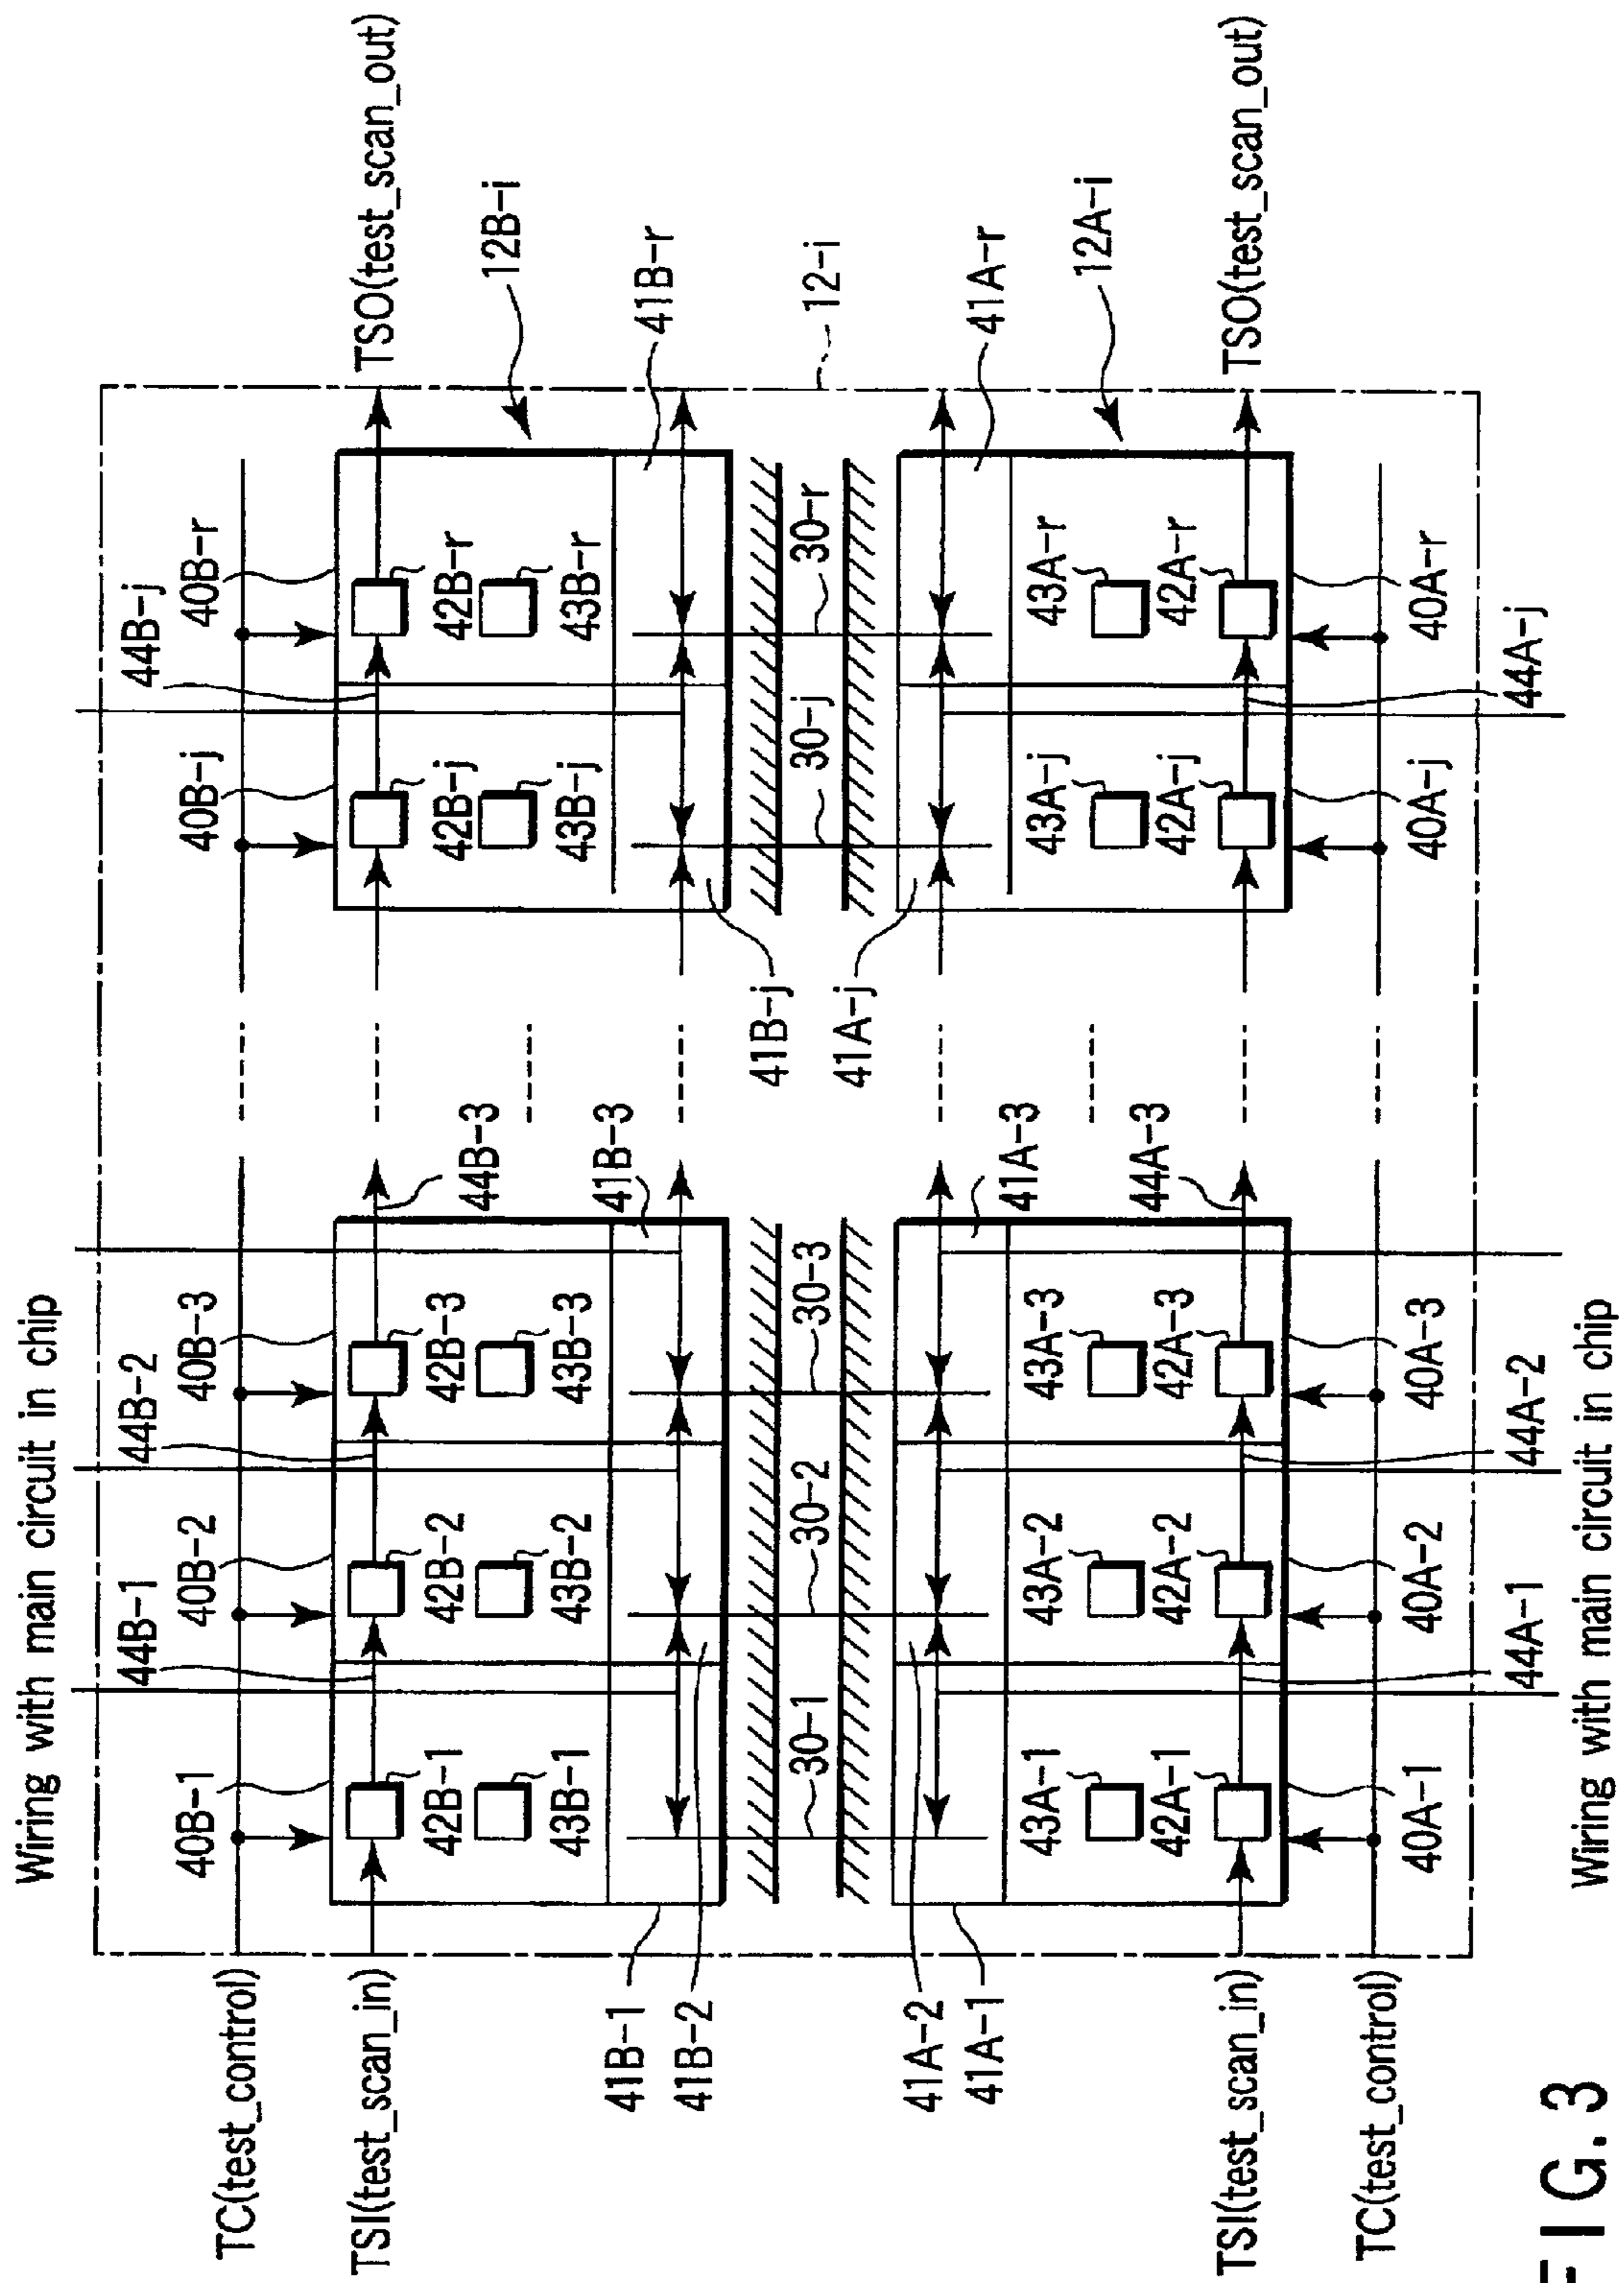 Wiring with main circuit in chip
TC(test_control)
TSI(test_scan_in)
40B-1
44B-1
40B-2
44B-2
40B-3
40B-j
44B-j
40B-r
TSO(test_scan_out)
42B-1
42B-2
42B-3
44B-3
42B-j
42B-r
12B-i
43B-1
43B-2
43B-3
41B-3
43B-j
43B-r
41B-r
41B-1
41B-2
41B-j
30-1
30-2
30-3
30-j
30-r
12-i
41A-j
41A-2
41A-1
41A-3
41A-r
43A-1
43A-2
43A-3
43A-j
43A-r
12A-i
42A-1
42A-2
42A-3
44A-3
42A-j
42A-r
TSI(test_scan_in)
TSO(test_scan_out)
TC(test_control)
40A-1
44A-1
40A-2
44A-2
40A-3
40A-j
44A-j
40A-r
Wiring with main circuit in chip
FIG.3